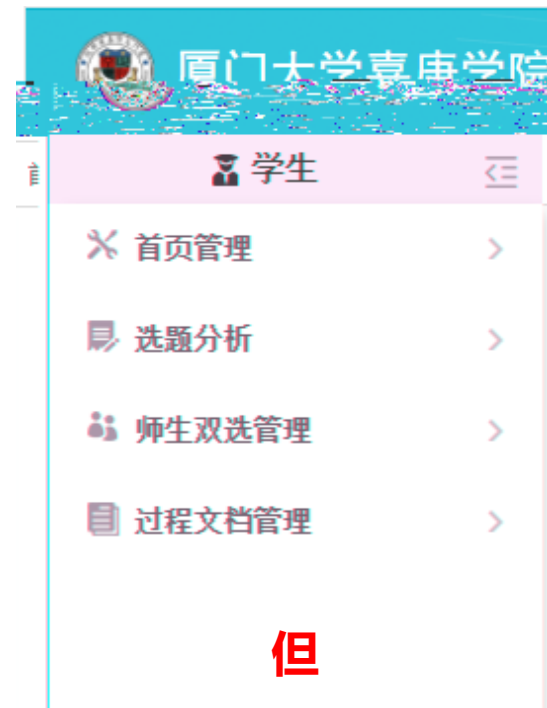 厦门大学嘉庚学院
学生
首页管理
选题分析
师生双选管理
过程文档管理
但